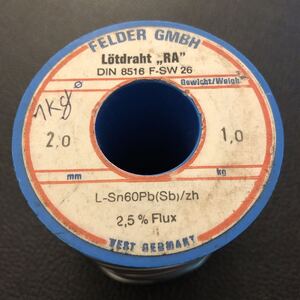 FELDER GMBH
Lötdraht „RA"
DIN 8516 F-SW 26
⌀ Gewicht/Weigh
1kg
2.0 1,0
mm kg
L-Sn60Pb(Sb)/zh
2,5 % Flux
WEST GERMANY